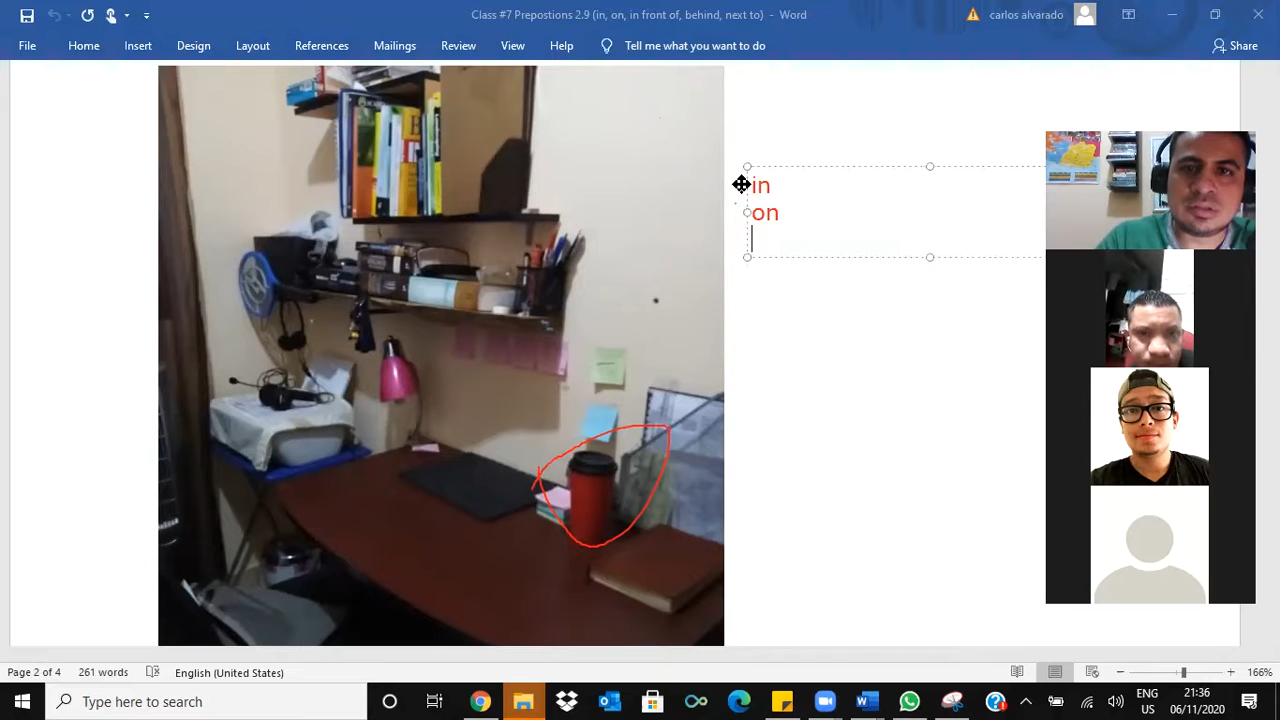 Class #7 Prepostions 2.9 (in, on, in front of, behind, next to) - Word
carlos alvarado
File Home Insert Design Layout References Mailings Review View Help Tell me what you want to do Share
in
on
Page 2 of 4 261 words English (United States) 166%
Type here to search
ENG
US
21:36
06/11/2020